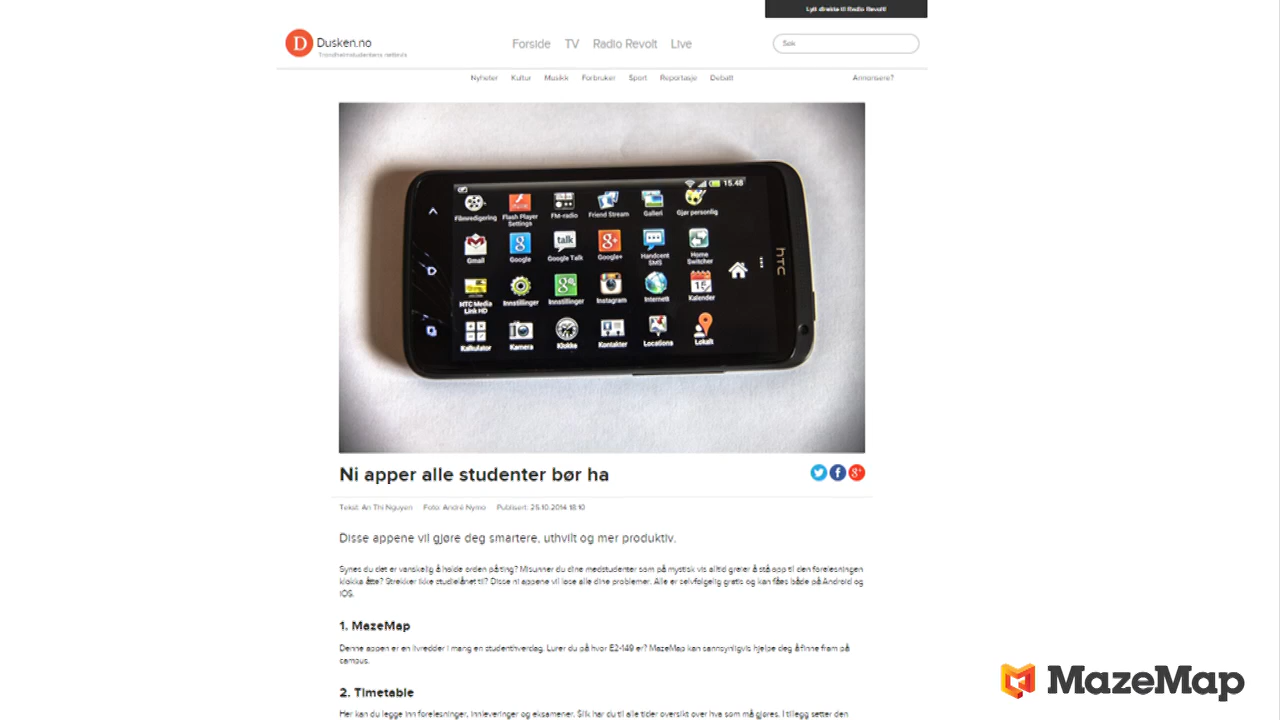 Lytt direkte til Radio Revolt!
D Dusken.no
Trondheimstudentens nettavis
Forside TV Radio Revolt Live
Søk
Nyheter Kultur Musikk Forbruker Sport Reportasje Debatt Annonsere?
15.48
Filmredigering Flash Player Settings FM-radio Friend Stream Galleri Gjør personlig
talk
Gmail Google Google Talk Google+ Handcent SMS Home Switcher
hTC
HTC Media Link HD Innstillinger Innstillinger Instagram Internett Kalender
Kalkulator Kamera Klokke Kontakter Locations Lokalt
Ni apper alle studenter bør ha
Tekst: An Thi Nguyen Foto: André Nymo Publisert: 25.10.2014 18:10
Disse appene vil gjøre deg smartere, uthvilt og mer produktiv.
Synes du det er vanskelig å holde orden på ting? Misunner du dine medstudenter som på mystisk vis alltid greier å stå opp til den forelesningen
klokka åtte? Strekker ikke studielånet til? Disse ni appene vil løse alle dine problemer. Alle er selvfølgelig gratis og kan fåes både på Android og
iOS.
1. MazeMap
Denne appen er en livredder i mang en studenthverdag. Lurer du på hvor E2-149 er? MazeMap kan sannsynligvis hjelpe deg å finne fram på
campus.
2. Timetable
Her kan du legge inn forelesninger, innleveringer og eksamener. Slik har du til alle tider oversikt over hva som må gjøres. I tillegg setter den
MazeMap